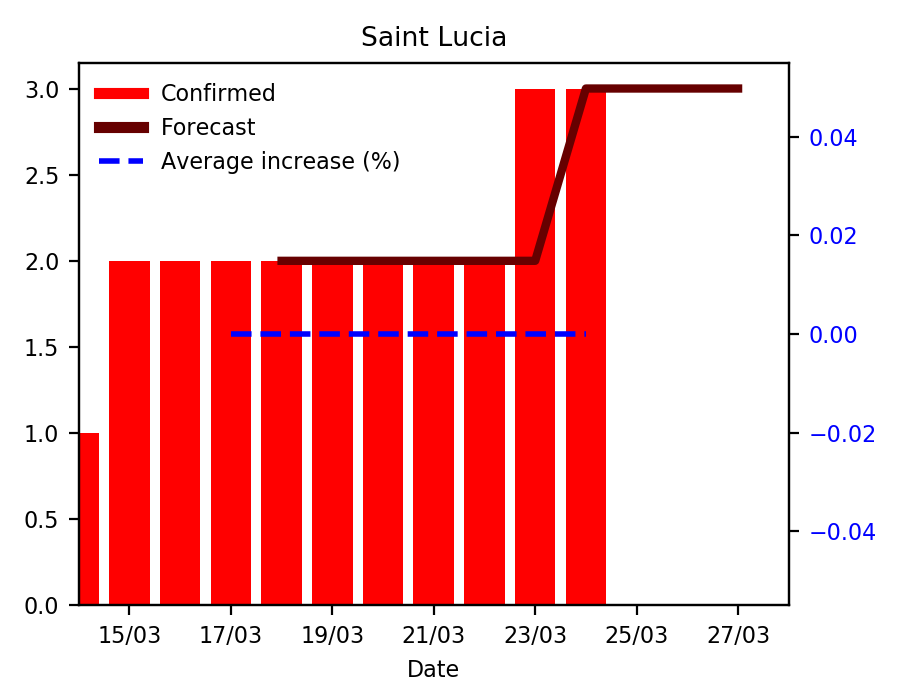 Saint Lucia
Confirmed
Forecast
Average increase (%)
3.0
2.5
2.0
1.5
1.0
0.5
0.0
0.04
0.02
0.00
−0.02
−0.04
15/03 17/03 19/03 21/03 23/03 25/03 27/03
Date